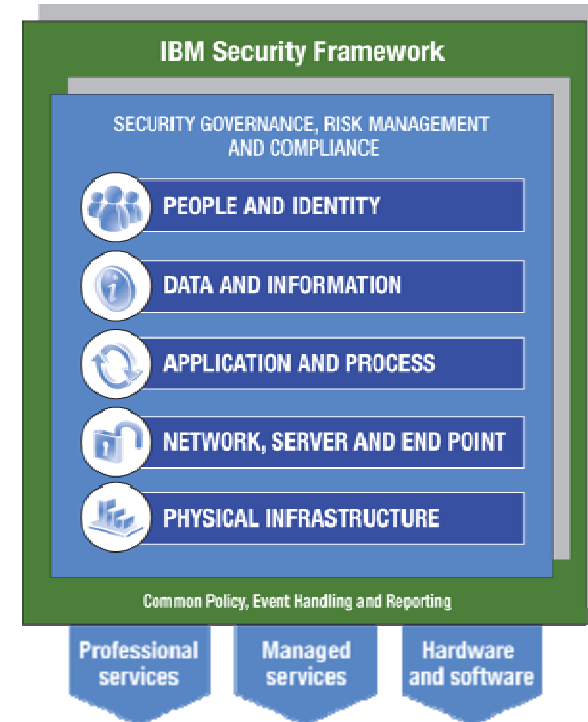 IBM Security Framework
SECURITY GOVERNANCE, RISK MANAGEMENT
AND COMPLIANCE
PEOPLE AND IDENTITY
DATA AND INFORMATION
APPLICATION AND PROCESS
NETWORK, SERVER AND END POINT
PHYSICAL INFRASTRUCTURE
Common Policy, Event Handling and Reporting
Professional
services
Managed
services
Hardware
and software